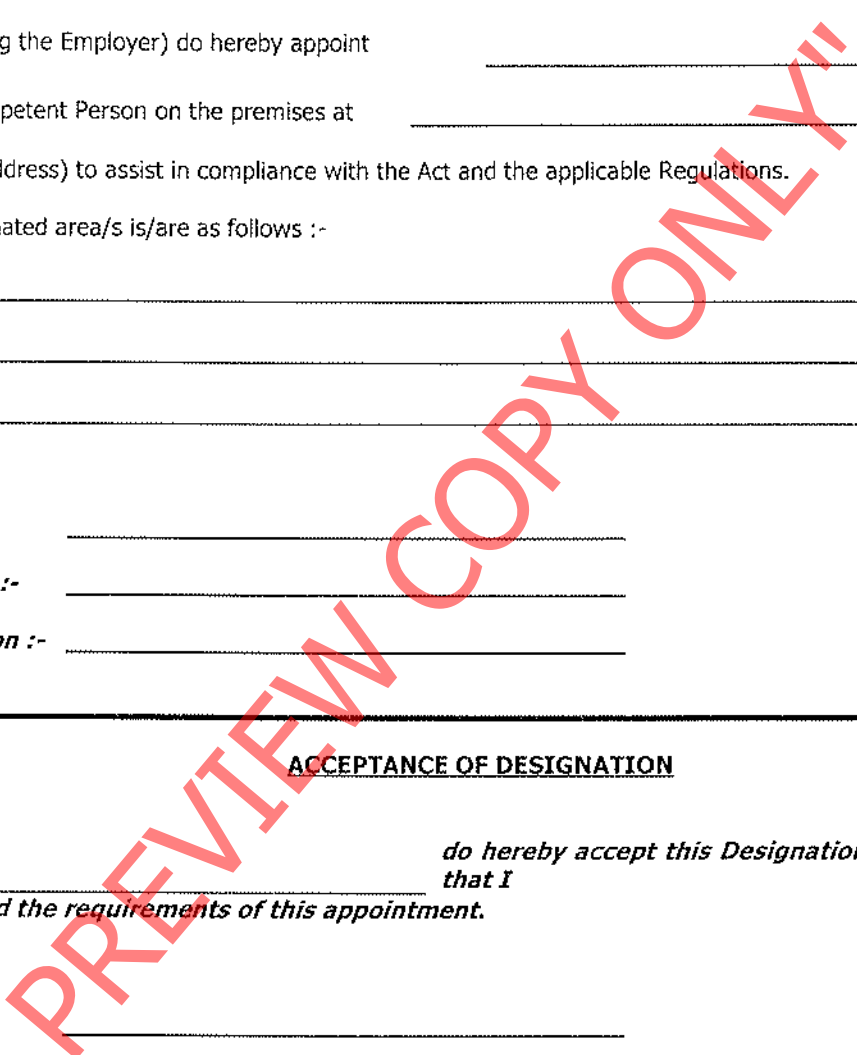 g the Employer) do hereby appoint
petent Person on the premises at
ddress) to assist in compliance with the Act and the applicable Regulations.
ated area/s is/are as follows :-
:-
on :-
ACCEPTANCE OF DESIGNATION
do hereby accept this Designation
that I
d the requirements of this appointment.
PREVIEW COPY ONLY"